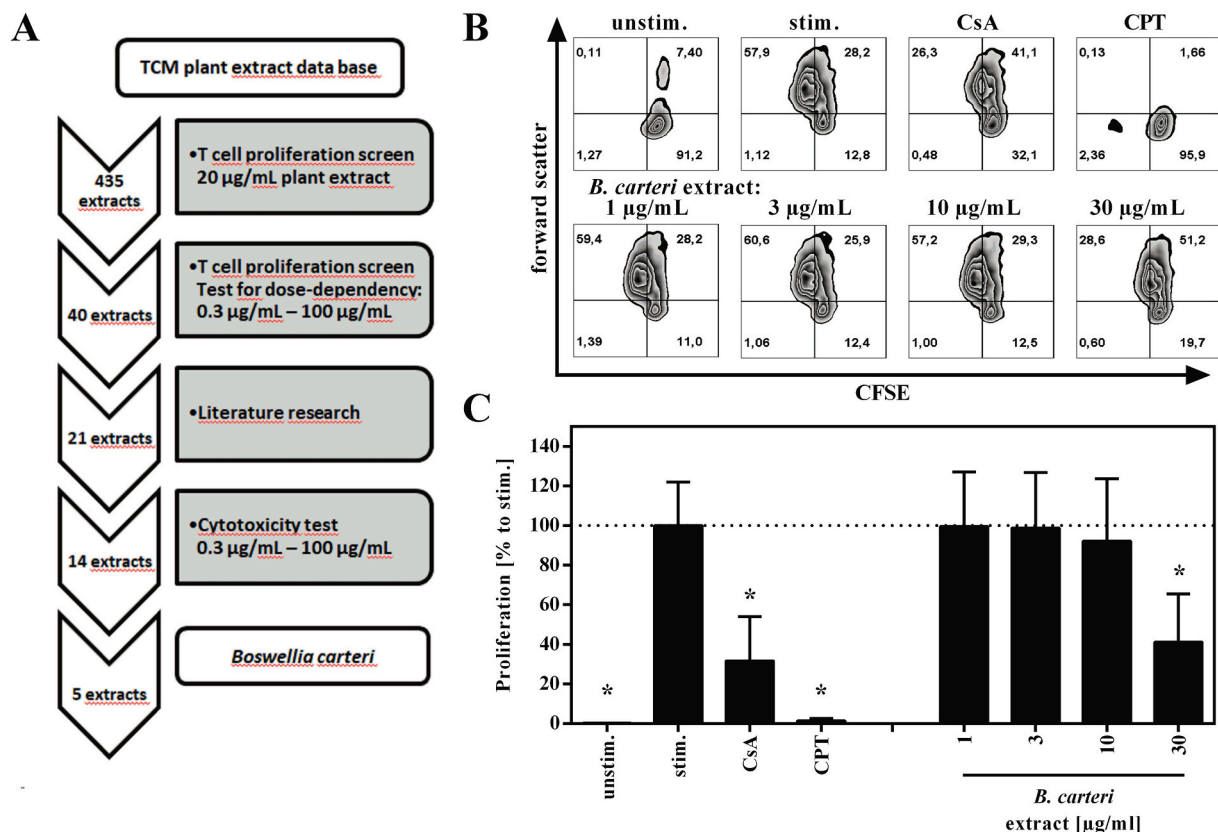 A
TCM plant extract data base
435
extracts
•T cell proliferation screen
20 µg/mL plant extract
40 extracts
•T cell proliferation screen
Test for dose-dependency:
0.3 µg/mL – 100 µg/mL
21 extracts
•Literature research
14 extracts
•Cytotoxicity test
0.3 µg/mL – 100 µg/mL
5 extracts
Boswellia carteri
B
unstim. stim. CsA CPT
0,11 7,40 57,9 28,2 26,3 41,1 0,13 1,66
1,27 91,2 1,12 12,8 0,48 32,1 2,36 95,9
B. carteri extract:
1 µg/mL 3 µg/mL 10 µg/mL 30 µg/mL
59,4 28,2 60,6 25,9 57,2 29,3 28,6 51,2
1,39 11,0 1,06 12,4 1,00 12,5 0,60 19,7
forward scatter
CFSE
C
Proliferation [% to stim.]
140
120
100
80
60
40
20
0
* * * *
unstim. stim. CsA CPT 1 3 10 30
B. carteri
extract [µg/ml]